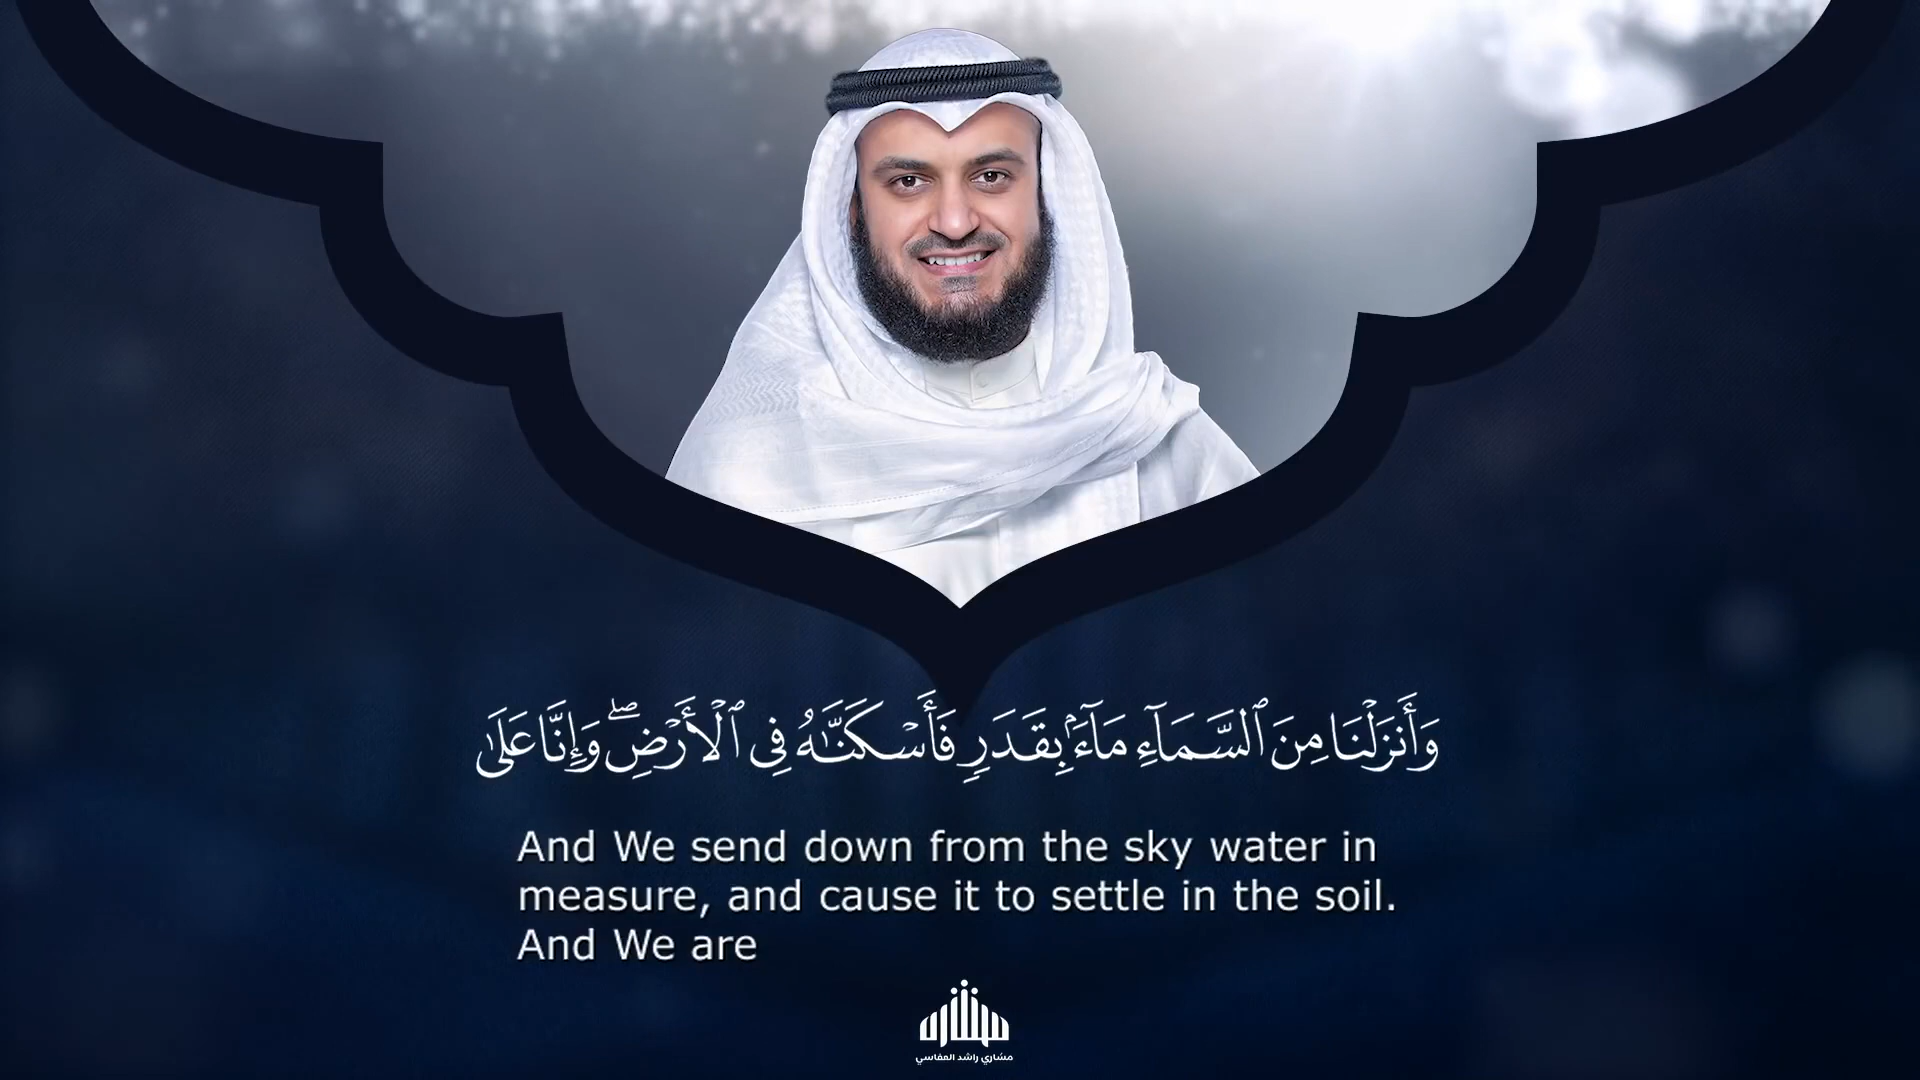 وَأَنزَلْنَا مِنَ ٱلسَّمَآءِ مَآءًۢ بِقَدَرٍ فَأَسْكَنَّـٰهُ فِى ٱلْأَرْضِ ۖ وَإِنَّا عَلَىٰ
And We send down from the sky water in
measure, and cause it to settle in the soil.
And We are
مشاري راشد العفاسي